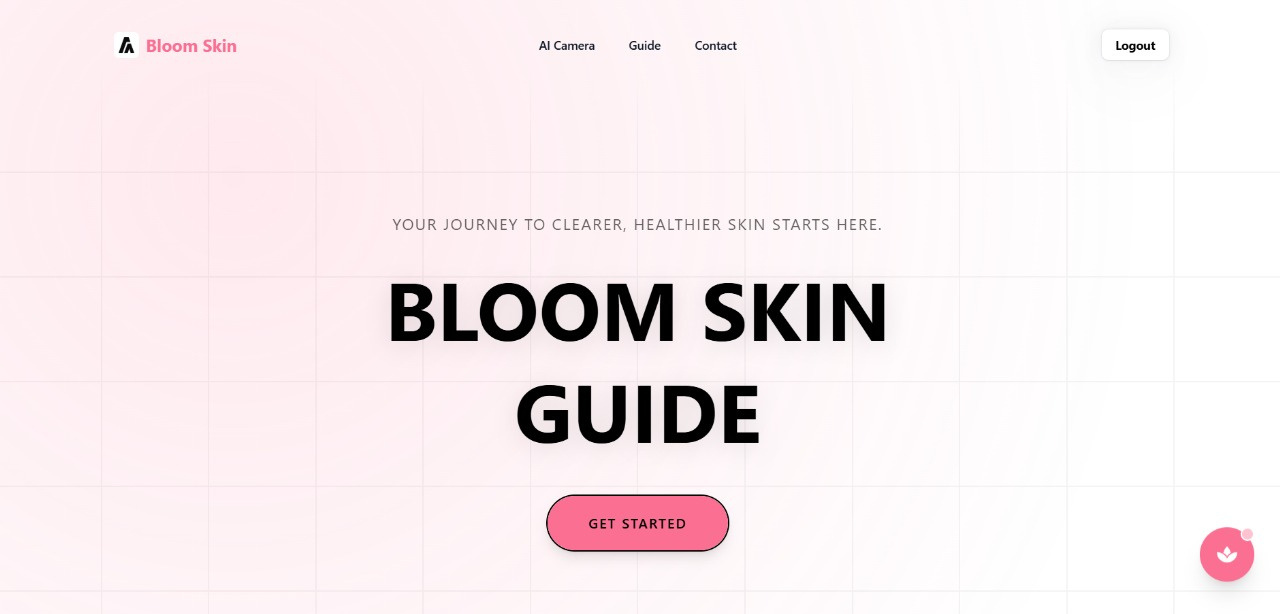 Bloom Skin
AI Camera
Guide
Contact
Logout
YOUR JOURNEY TO CLEARER, HEALTHIER SKIN STARTS HERE.
BLOOM SKIN
GUIDE
GET STARTED